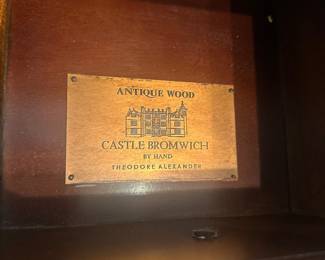 ANTIQUE WOOD
CASTLE BROMWICH
BY HAND
THEODORE ALEXANDER